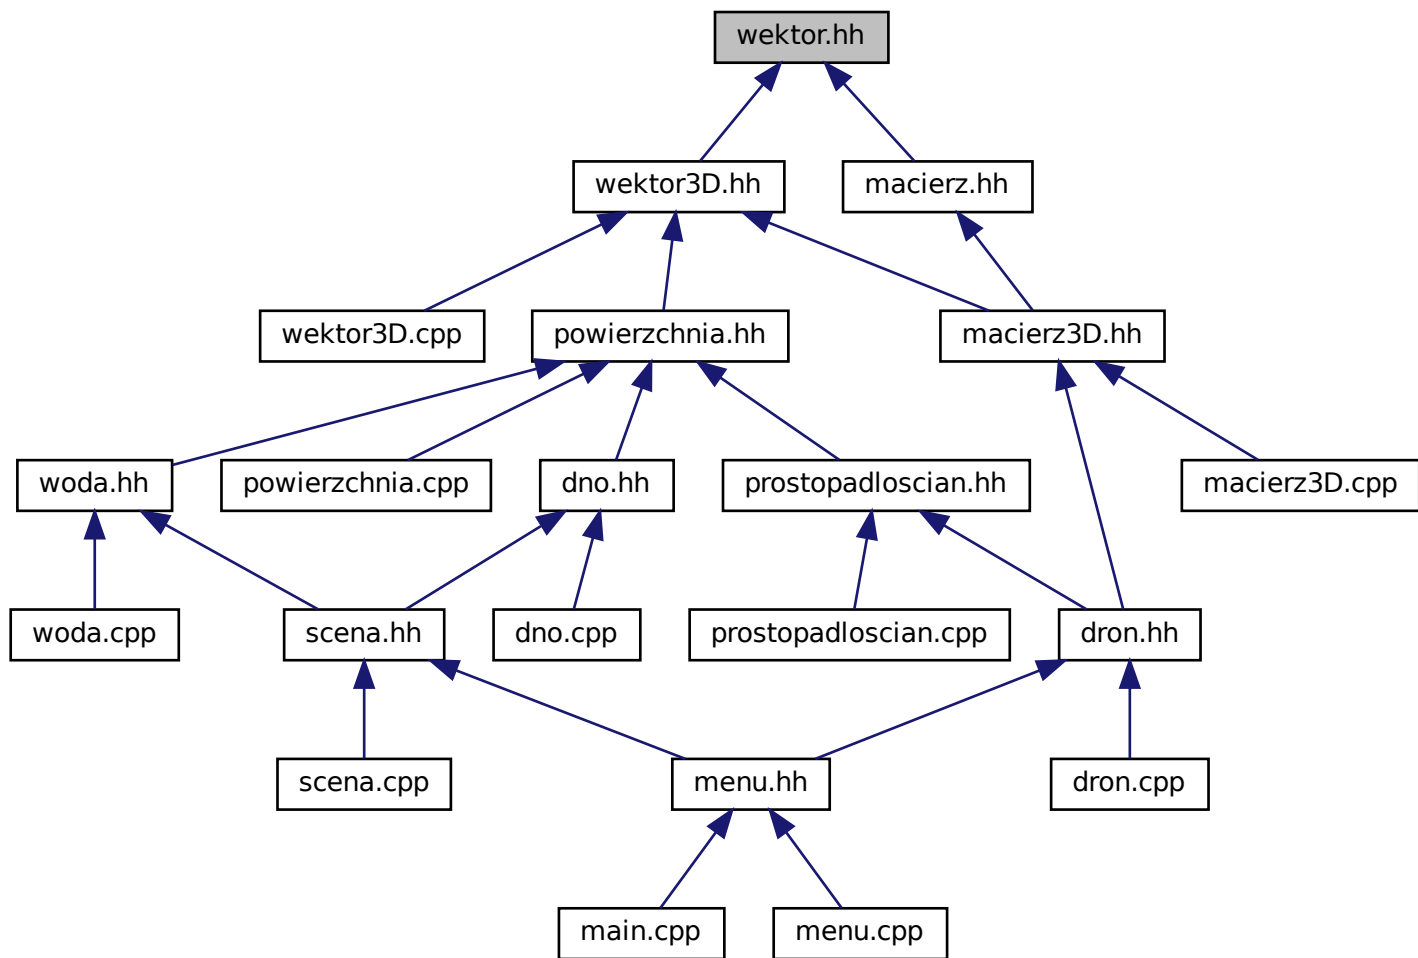 wektor.hh
wektor3D.hh
macierz.hh
wektor3D.cpp
powierzchnia.hh
macierz3D.hh
woda.hh
powierzchnia.cpp
dno.hh
prostopadloscian.hh
macierz3D.cpp
woda.cpp
scena.hh
dno.cpp
prostopadloscian.cpp
dron.hh
scena.cpp
menu.hh
dron.cpp
main.cpp
menu.cpp